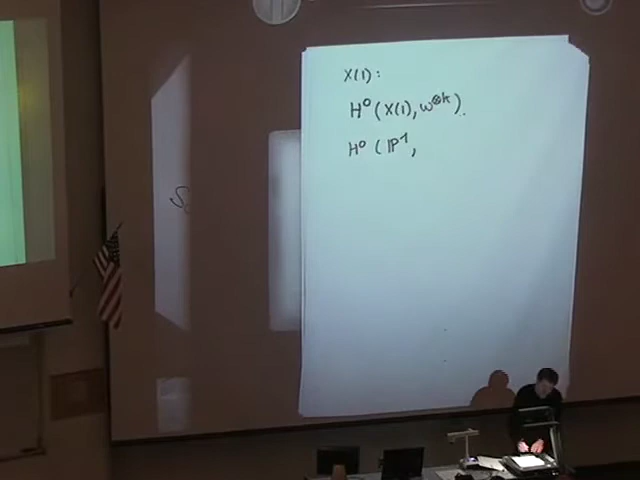 X(1):
H⁰(X(1), ω^{⊗k}).
H⁰(ℙ¹,